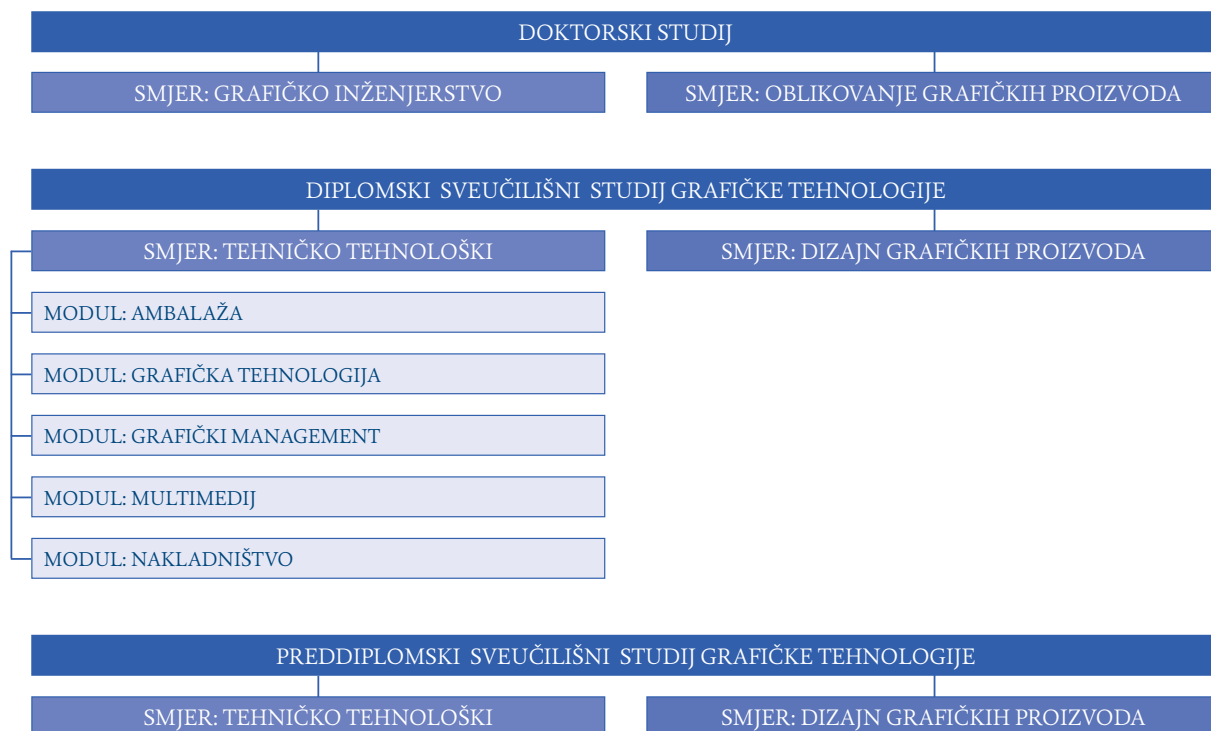 DOKTORSKI STUDIJ
SMJER: GRAFIČKO INŽENJERSTVO
SMJER: OBLIKOVANJE GRAFIČKIH PROIZVODA
DIPLOMSKI SVEUČILIŠNI STUDIJ GRAFIČKE TEHNOLOGIJE
SMJER: TEHNIČKO TEHNOLOŠKI
SMJER: DIZAJN GRAFIČKIH PROIZVODA
MODUL: AMBALAŽA
MODUL: GRAFIČKA TEHNOLOGIJA
MODUL: GRAFIČKI MANAGEMENT
MODUL: MULTIMEDIJ
MODUL: NAKLADNIŠTVO
PREDDIPLOMSKI SVEUČILIŠNI STUDIJ GRAFIČKE TEHNOLOGIJE
SMJER: TEHNIČKO TEHNOLOŠKI
SMJER: DIZAJN GRAFIČKIH PROIZVODA